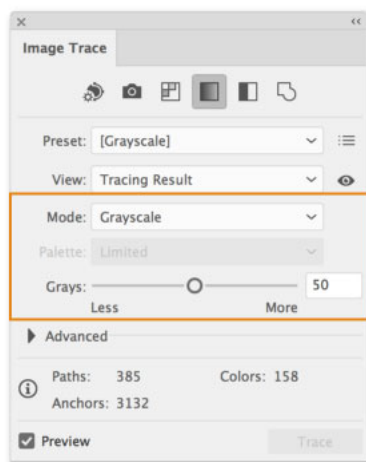 Image Trace
Preset: [Grayscale]
View: Tracing Result
Mode: Grayscale
Palette: Limited
Grays: 50
Less More
Advanced
Paths: 385 Colors: 158
Anchors: 3132
Preview Trace